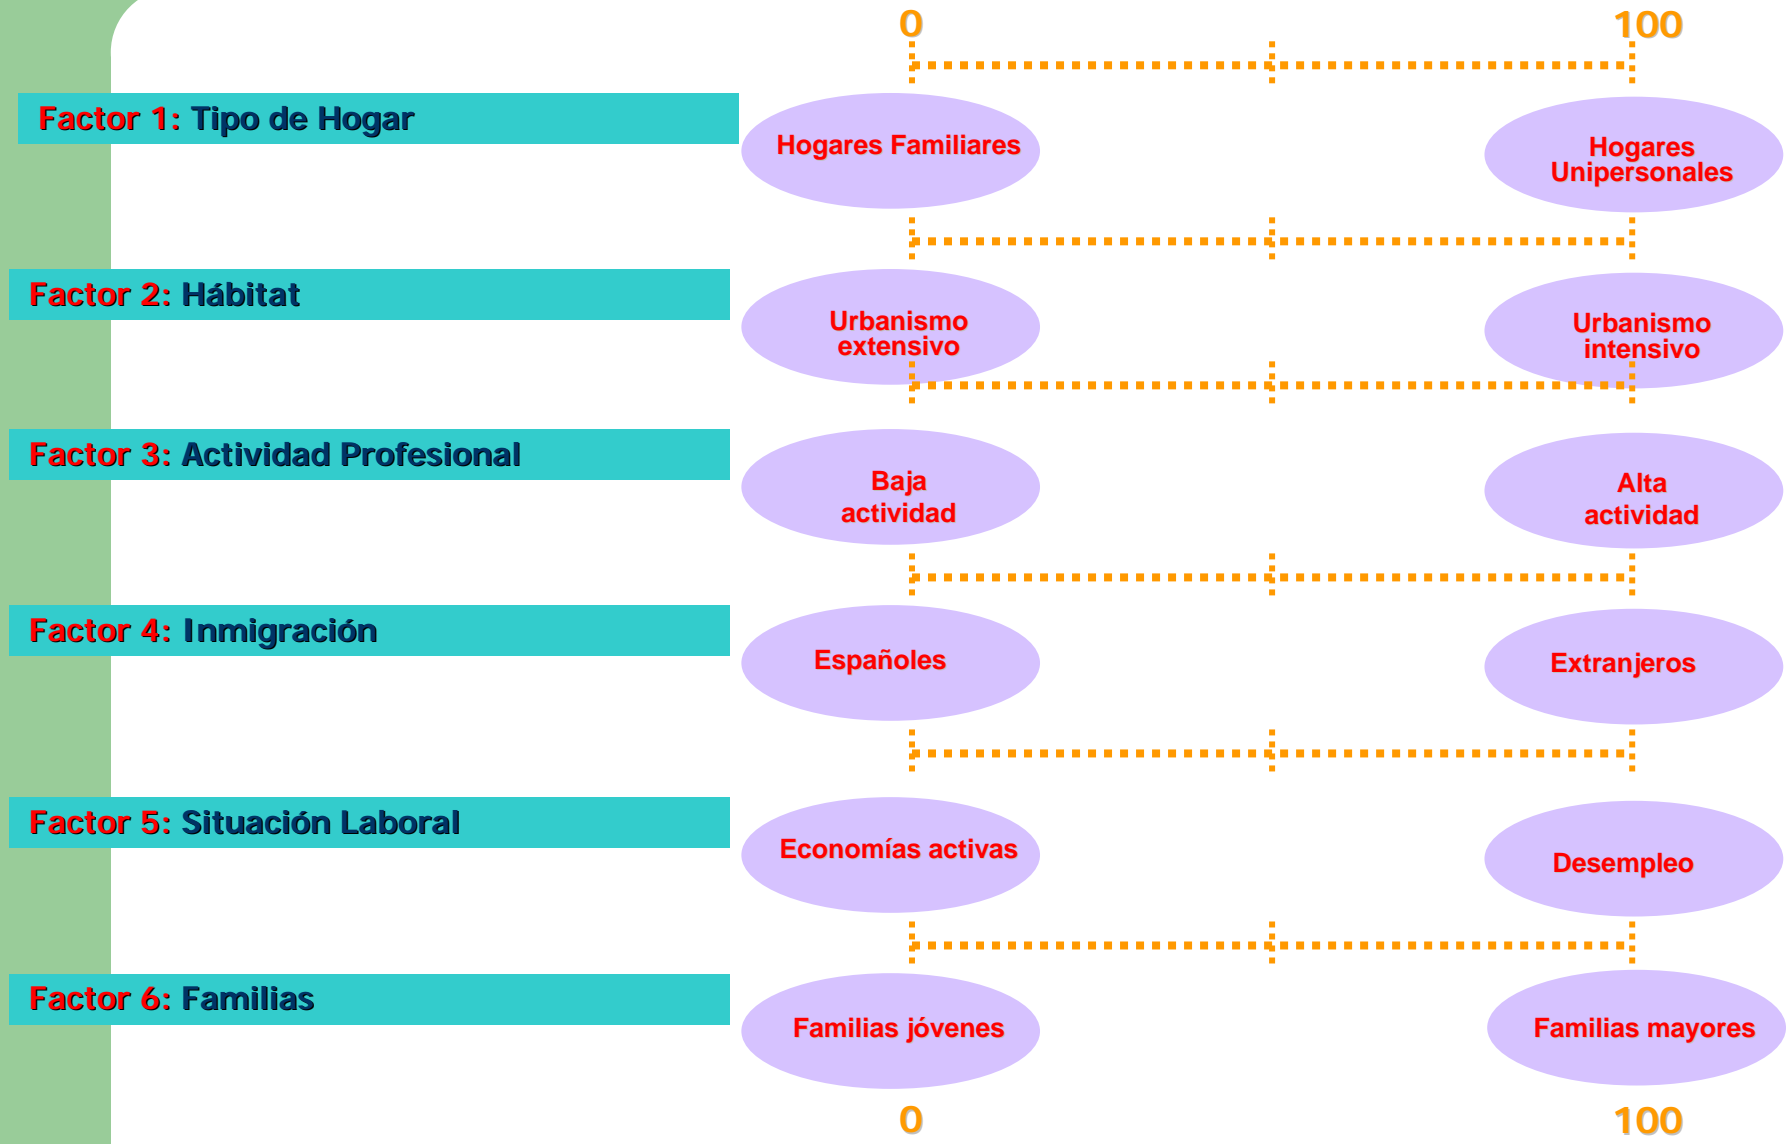 0
100
Factor 1: Tipo de Hogar
Hogares Familiares
Hogares
Unipersonales
Factor 2: Hábitat
Urbanismo
extensivo
Urbanismo
intensivo
Factor 3: Actividad Profesional
Baja
actividad
Alta
actividad
Factor 4: Inmigración
Españoles
Extranjeros
Factor 5: Situación Laboral
Economías activas
Desempleo
Factor 6: Familias
Familias jóvenes
Familias mayores
0
100